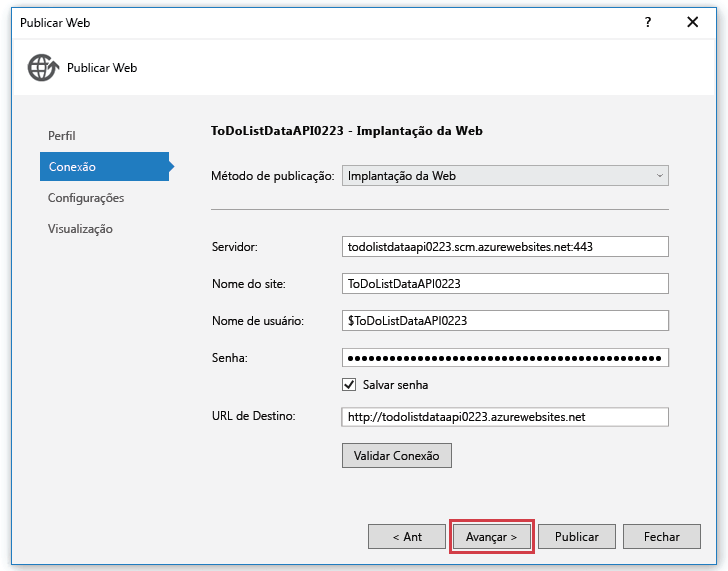 Publicar Web ? ✕
Publicar Web
Perfil
Conexão
Configurações
Visualização
ToDoListDataAPI0223 - Implantação da Web
Método de publicação: Implantação da Web
Servidor: todolistdataapi0223.scm.azurewebsites.net:443
Nome do site: ToDoListDataAPI0223
Nome de usuário: $ToDoListDataAPI0223
Senha:
Salvar senha
URL de Destino: http://todolistdataapi0223.azurewebsites.net
Validar Conexão
< Ant Avançar > Publicar Fechar